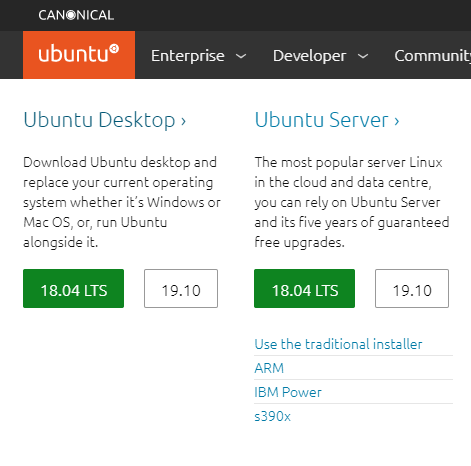 CANONICAL
ubuntu Enterprise Developer Community
Ubuntu Desktop ›
Download Ubuntu desktop and
replace your current operating
system whether it’s Windows or
Mac OS, or, run Ubuntu
alongside it.
18.04 LTS 19.10
Ubuntu Server ›
The most popular server Linux
in the cloud and data centre,
you can rely on Ubuntu Server
and its five years of guaranteed
free upgrades.
18.04 LTS 19.10
Use the traditional installer
ARM
IBM Power
s390x